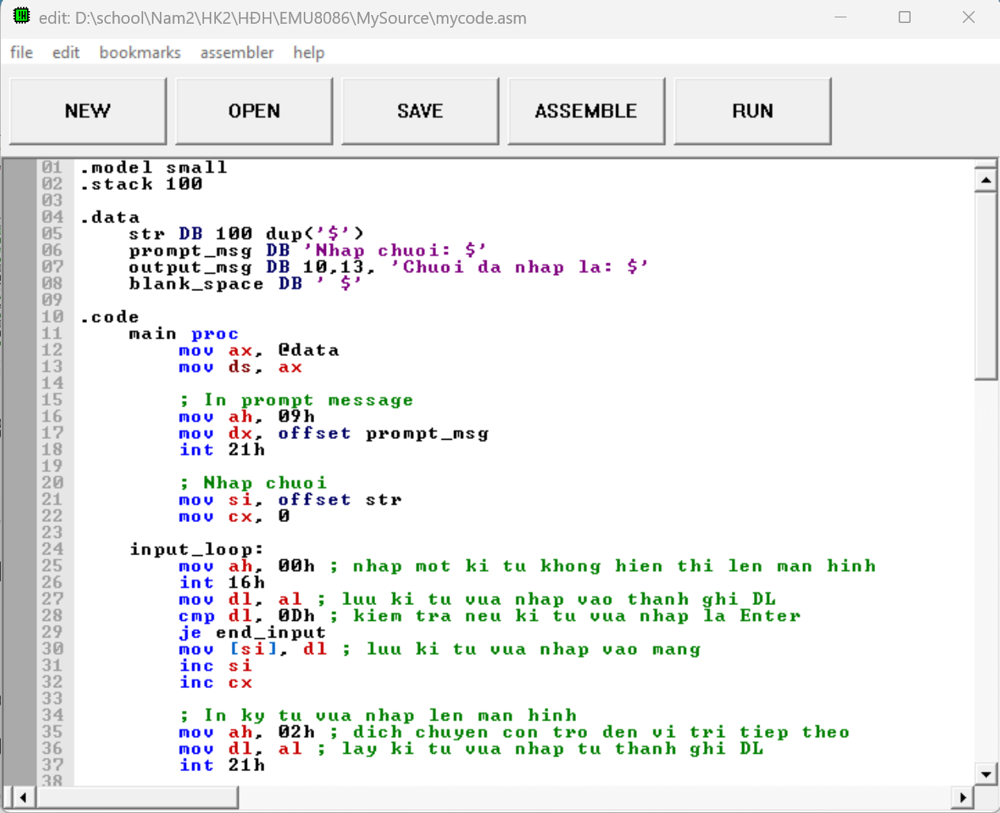 edit: D:\school\Nam2\HK2\HĐH\EMU8086\MySource\mycode.asm
file edit bookmarks assembler help
NEW OPEN SAVE ASSEMBLE RUN
01 .model small
02 .stack 100
03
04 .data
05 str DB 100 dup('$')
06 prompt_msg DB 'Nhap chuoi: $'
07 output_msg DB 10,13, 'Chuoi da nhap la: $'
08 blank_space DB ' $'
09
10 .code
11 main proc
12 mov ax, @data
13 mov ds, ax
14
15 ; In prompt message
16 mov ah, 09h
17 mov dx, offset prompt_msg
18 int 21h
19
20 ; Nhap chuoi
21 mov si, offset str
22 mov cx, 0
23
24 input_loop:
25 mov ah, 00h ; nhap mot ki tu khong hien thi len man hinh
26 int 16h
27 mov dl, al ; luu ki tu vua nhap vao thanh ghi DL
28 cmp dl, 0Dh ; kiem tra neu ki tu vua nhap la Enter
29 je end_input
30 mov [si], dl ; luu ki tu vua nhap vao mang
31 inc si
32 inc cx
33
34 ; In ky tu vua nhap len man hinh
35 mov ah, 02h ; dich chuyen con tro den vi tri tiep theo
36 mov dl, al ; lay ki tu vua nhap tu thanh ghi DL
37 int 21h
38